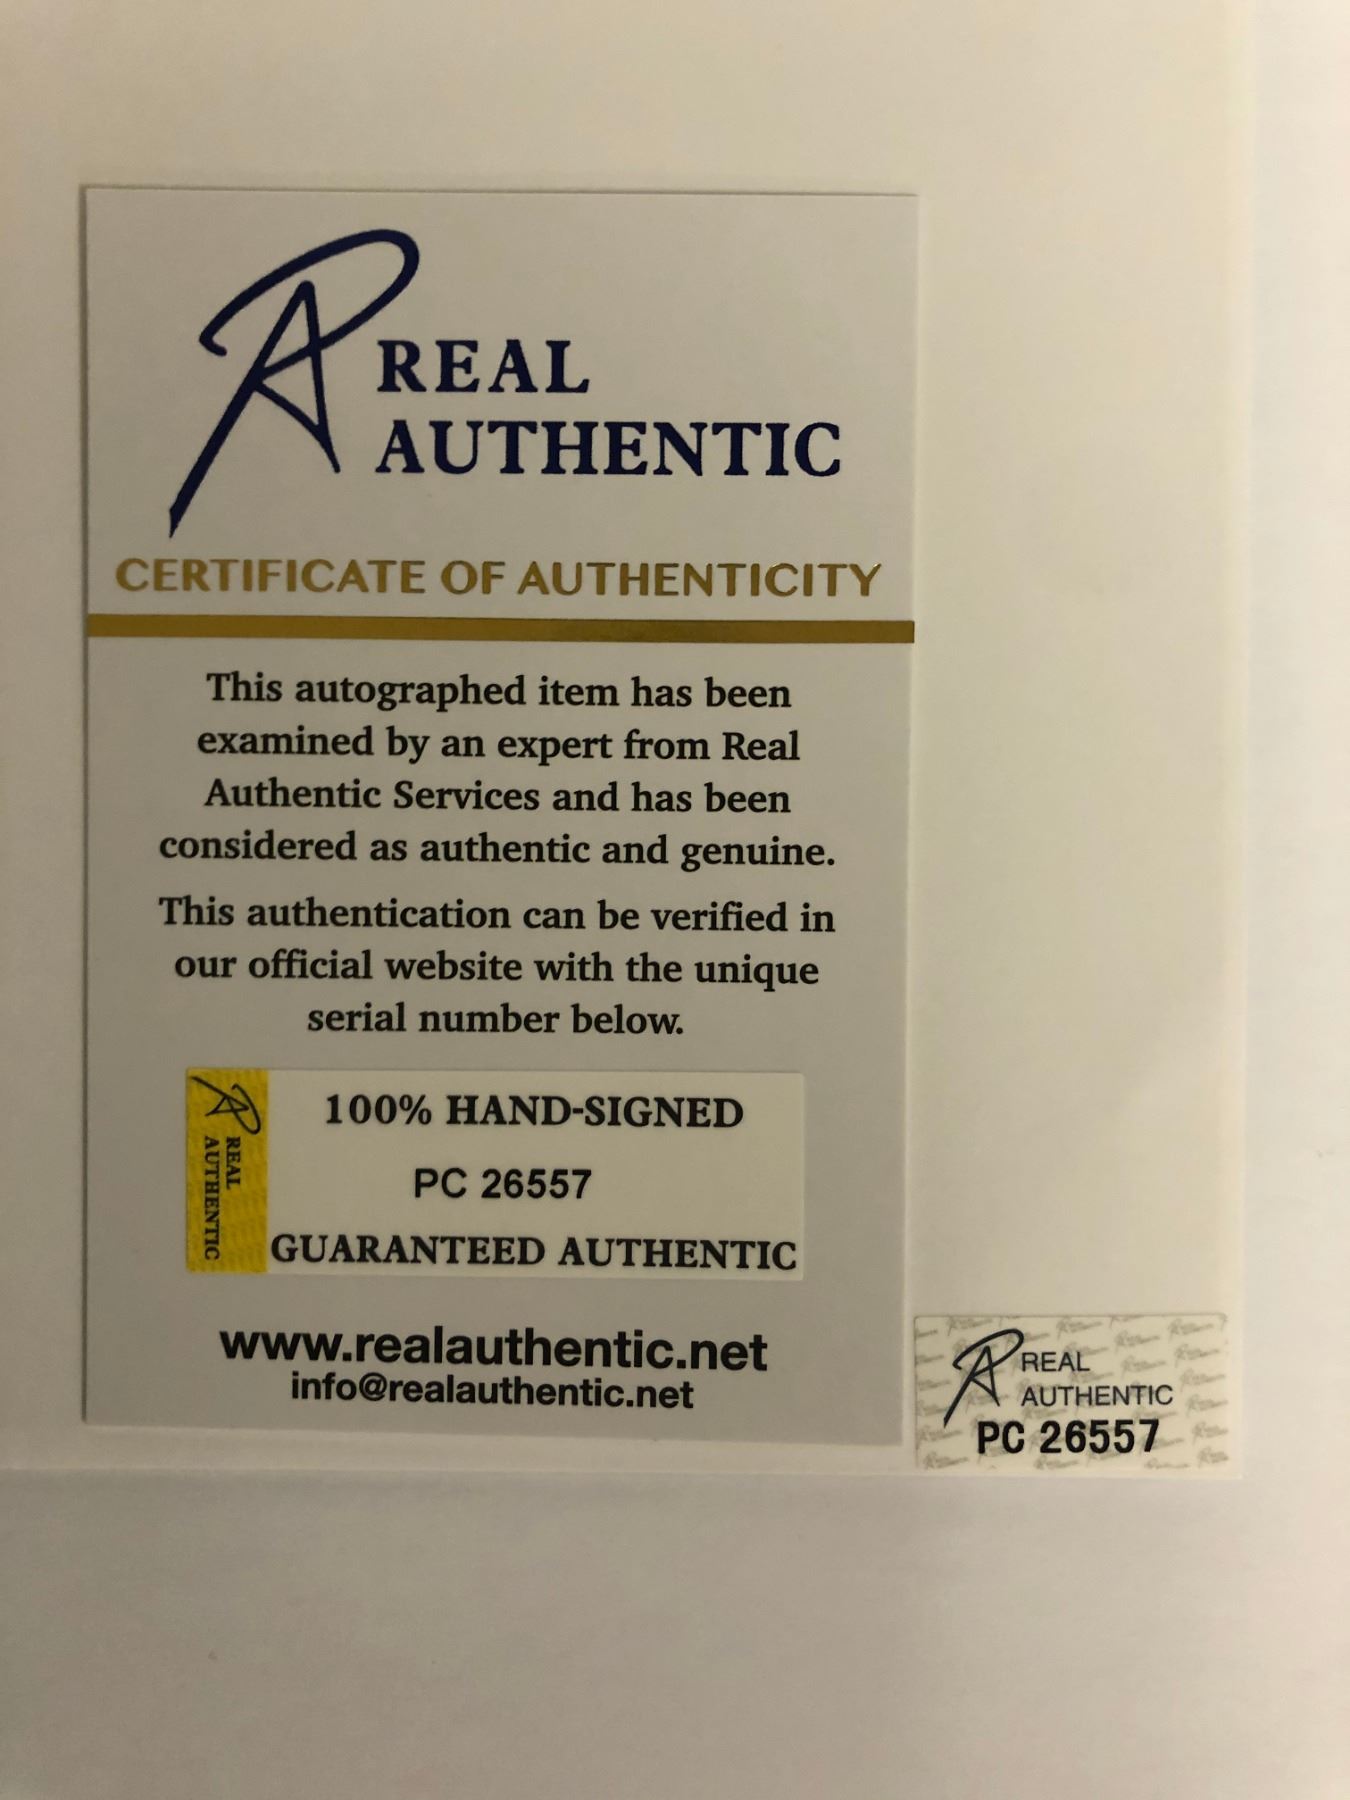 REAL
AUTHENTIC
CERTIFICATE OF AUTHENTICITY
This autographed item has been
examined by an expert from Real
Authentic Services and has been
considered as authentic and genuine.
This authentication can be verified in
our official website with the unique
serial number below.
REAL
AUTHENTIC
100% HAND-SIGNED
PC 26557
GUARANTEED AUTHENTIC
www.realauthentic.net
info@realauthentic.net
REAL
AUTHENTIC
PC 26557